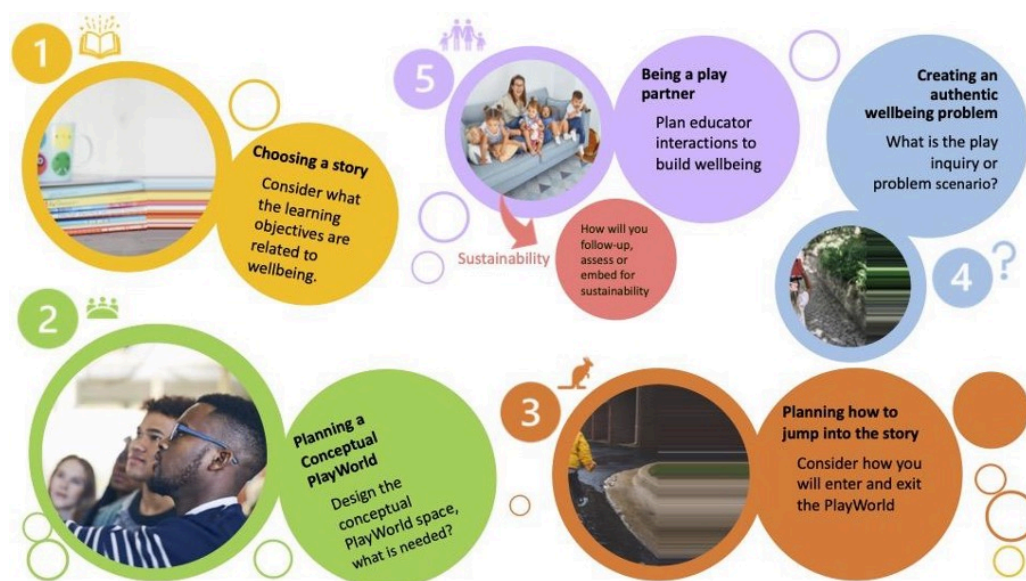 1
Choosing a story
Consider what
the learning
objectives are
related to
wellbeing.
2
Planning a
Conceptual
PlayWorld
Design the
conceptual
PlayWorld space,
what is needed?
3
Planning how to
jump into the story
Consider how you
will enter and exit
the PlayWorld
4
?
Creating an
authentic
wellbeing problem
What is the play
inquiry or
problem scenario?
5
Being a play
partner
Plan educator
interactions to
build wellbeing
Sustainability
How will you
follow-up,
assess or
embed for
sustainability